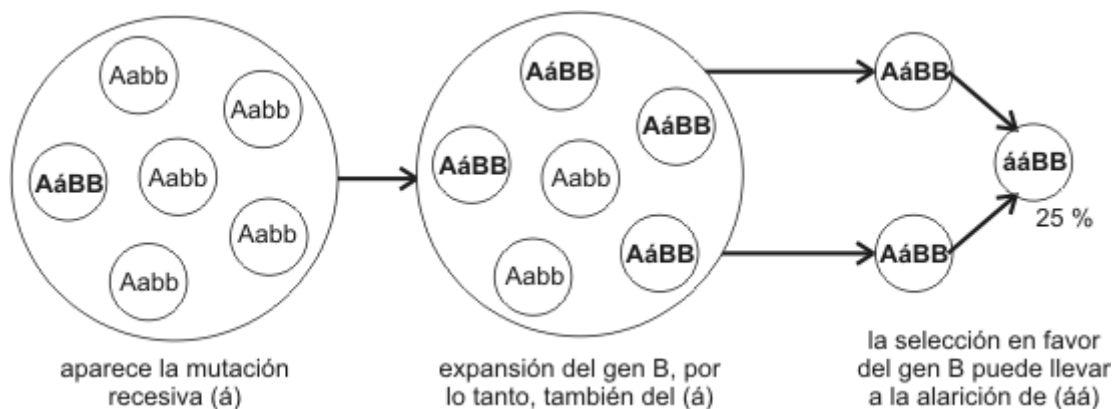 Aabb
Aabb
AáBB
Aabb
Aabb
Aabb
aparece la mutación
recesiva (á)
AáBB
AáBB
AáBB
Aabb
AáBB
Aabb
expansión del gen B, por
lo tanto, también del (á)
AáBB
ááBB
25 %
AáBB
la selección en favor
del gen B puede llevar
a la alarición de (áá)